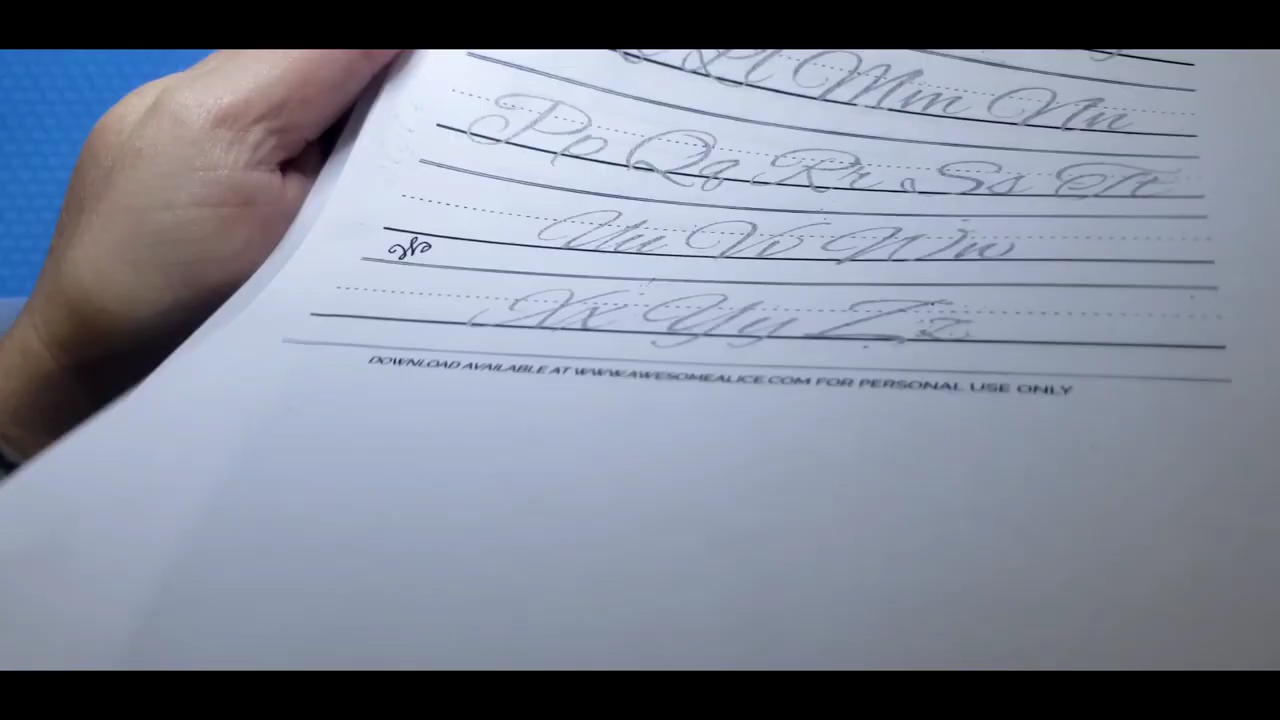 Ll Mm Nn
Pp Qq Rr Ss Tt
Uu Vv Ww
Xx Yy Zz
DOWNLOAD AVAILABLE AT WWW.AWESOMEALICE.COM FOR PERSONAL USE ONLY